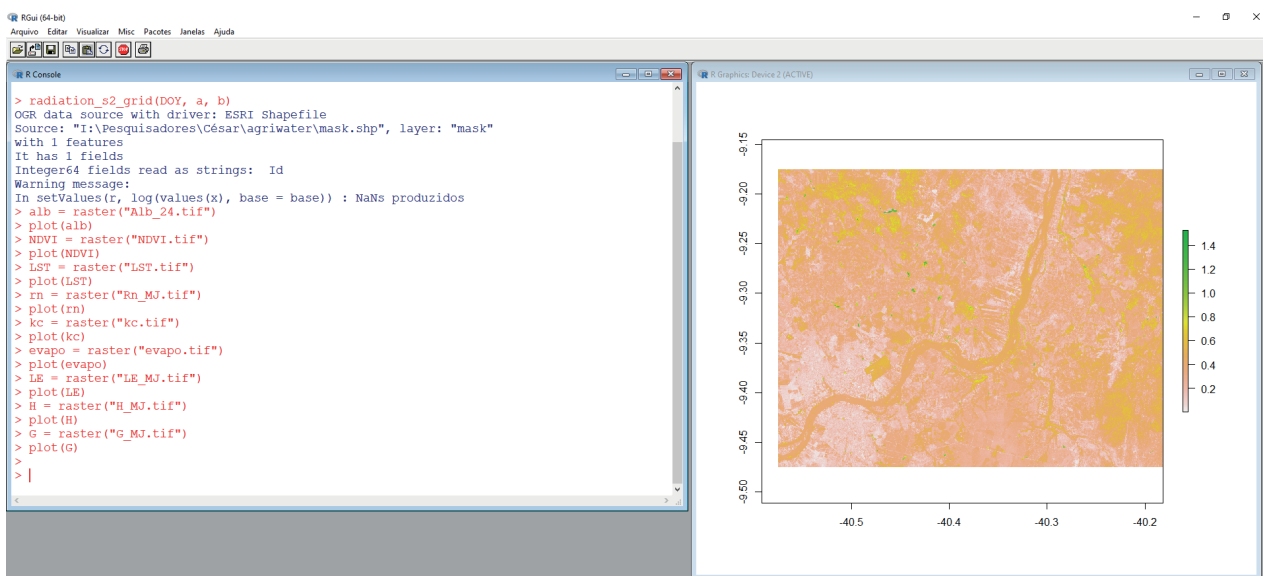 RGui (64-bit)
Arquivo Editar Visualizar Misc Pacotes Janelas Ajuda
R Console
> radiation_s2_grid(DOY, a, b)
OGR data source with driver: ESRI Shapefile
Source: "I:\Pesquisadores\César\agriwater\mask.shp", layer: "mask"
with 1 features
It has 1 fields
Integer64 fields read as strings:  Id
Warning message:
In setValues(r, log(values(x), base = base)) : NaNs produzidos
> alb = raster("Alb_24.tif")
> plot(alb)
> NDVI = raster("NDVI.tif")
> plot(NDVI)
> LST = raster("LST.tif")
> plot(LST)
> rn = raster("Rn_MJ.tif")
> plot(rn)
> kc = raster("kc.tif")
> plot(kc)
> evapo = raster("evapo.tif")
> plot(evapo)
> LE = raster("LE_MJ.tif")
> plot(LE)
> H = raster("H_MJ.tif")
> plot(H)
> G = raster("G_MJ.tif")
> plot(G)
>
>
R Graphics: Device 2 (ACTIVE)
-9.15
-9.20
-9.25
-9.30
-9.35
-9.40
-9.45
-9.50
-40.5 -40.4 -40.3 -40.2
1.4
1.2
1.0
0.8
0.6
0.4
0.2